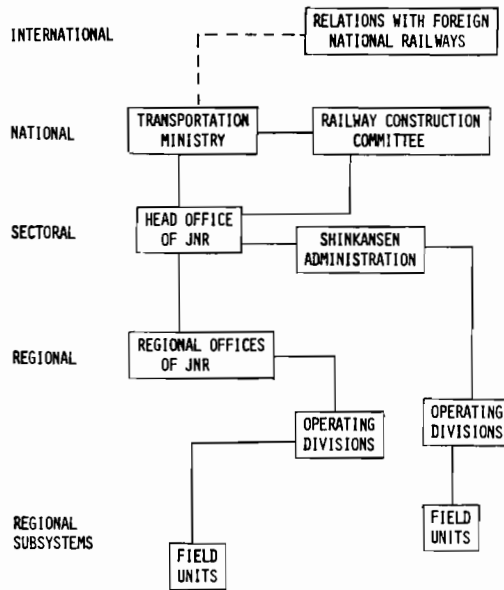 INTERNATIONAL
RELATIONS WITH FOREIGN
NATIONAL RAILWAYS
NATIONAL
TRANSPORTATION
MINISTRY
RAILWAY CONSTRUCTION
COMMITTEE
SECTORAL
HEAD OFFICE
OF JNR
SHINKANSEN
ADMINISTRATION
REGIONAL
REGIONAL OFFICES
OF JNR
OPERATING
DIVISIONS
OPERATING
DIVISIONS
REGIONAL
SUBSYSTEMS
FIELD
UNITS
FIELD
UNITS